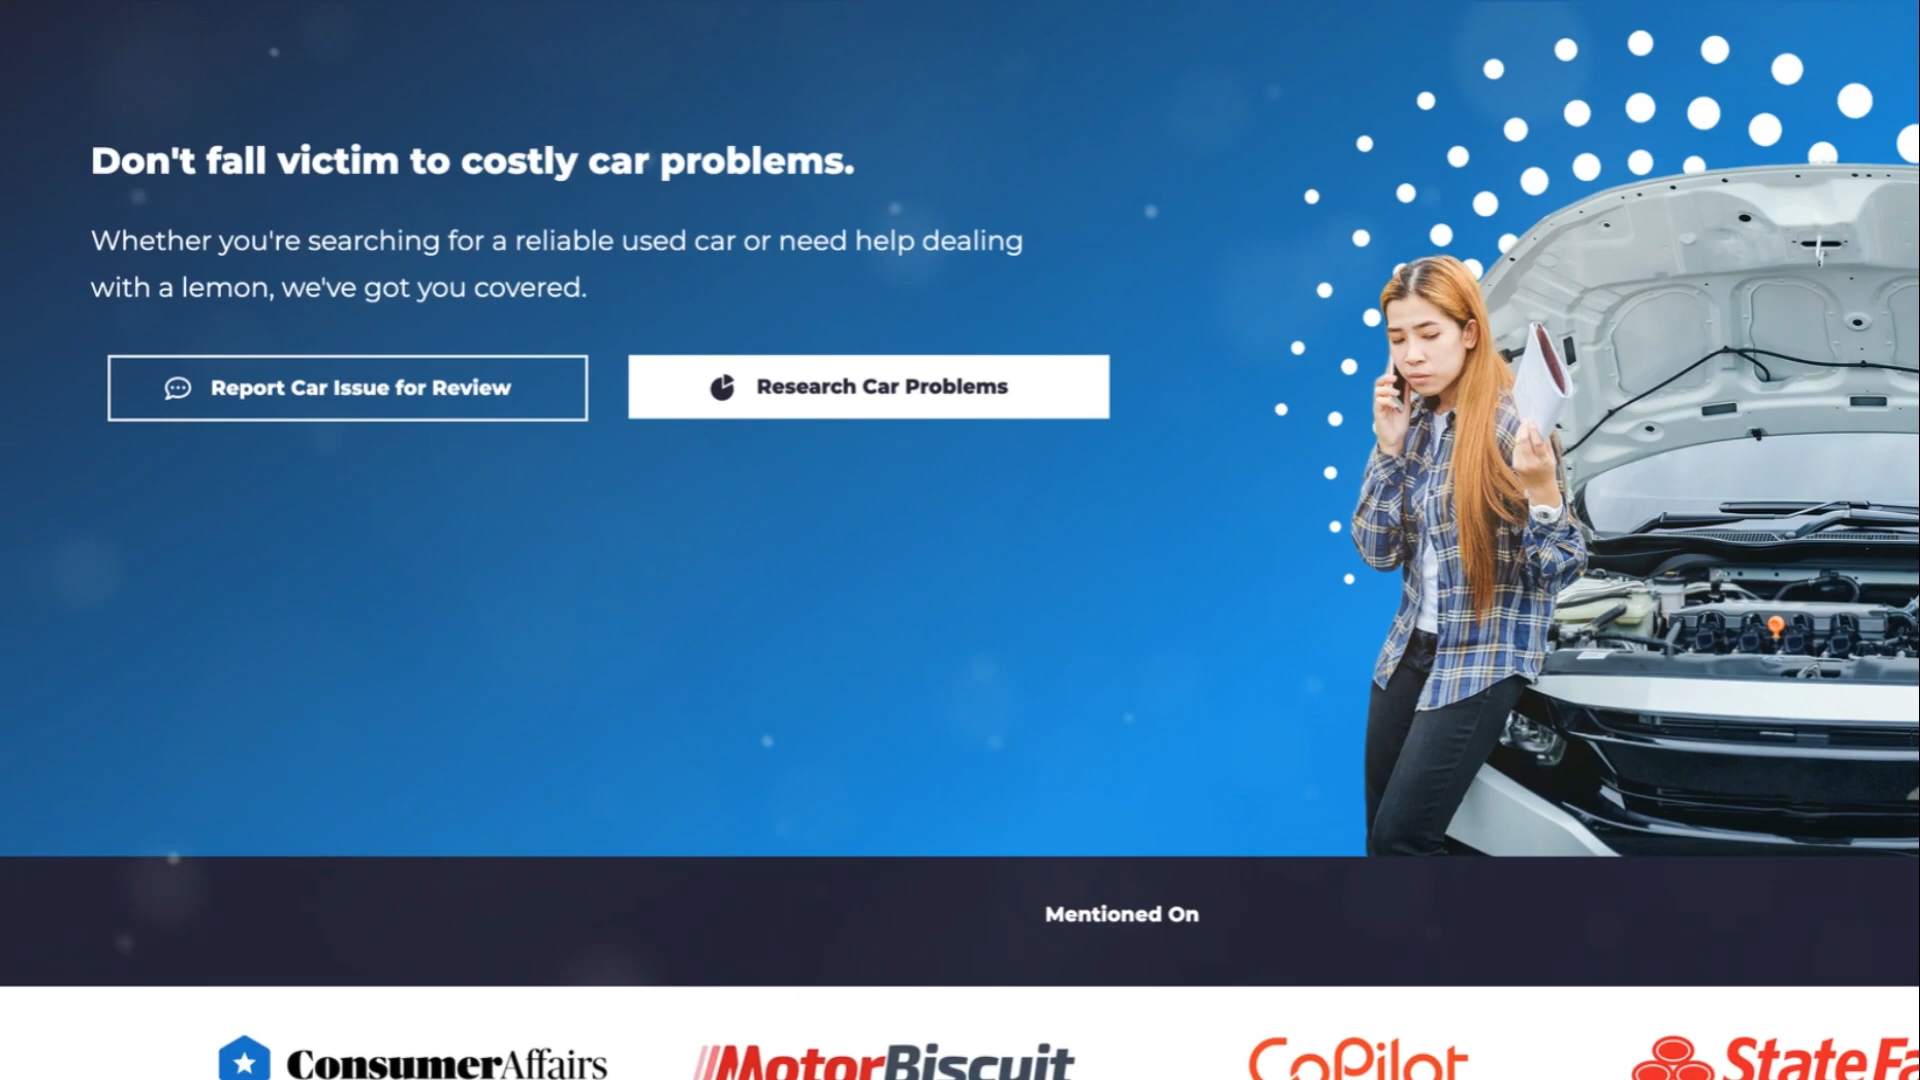 Don't fall victim to costly car problems.
Whether you're searching for a reliable used car or need help dealing
with a lemon, we've got you covered.
Report Car Issue for Review
Research Car Problems
Mentioned On
ConsumerAffairs
MotorBiscuit
CoPilot
State Fa